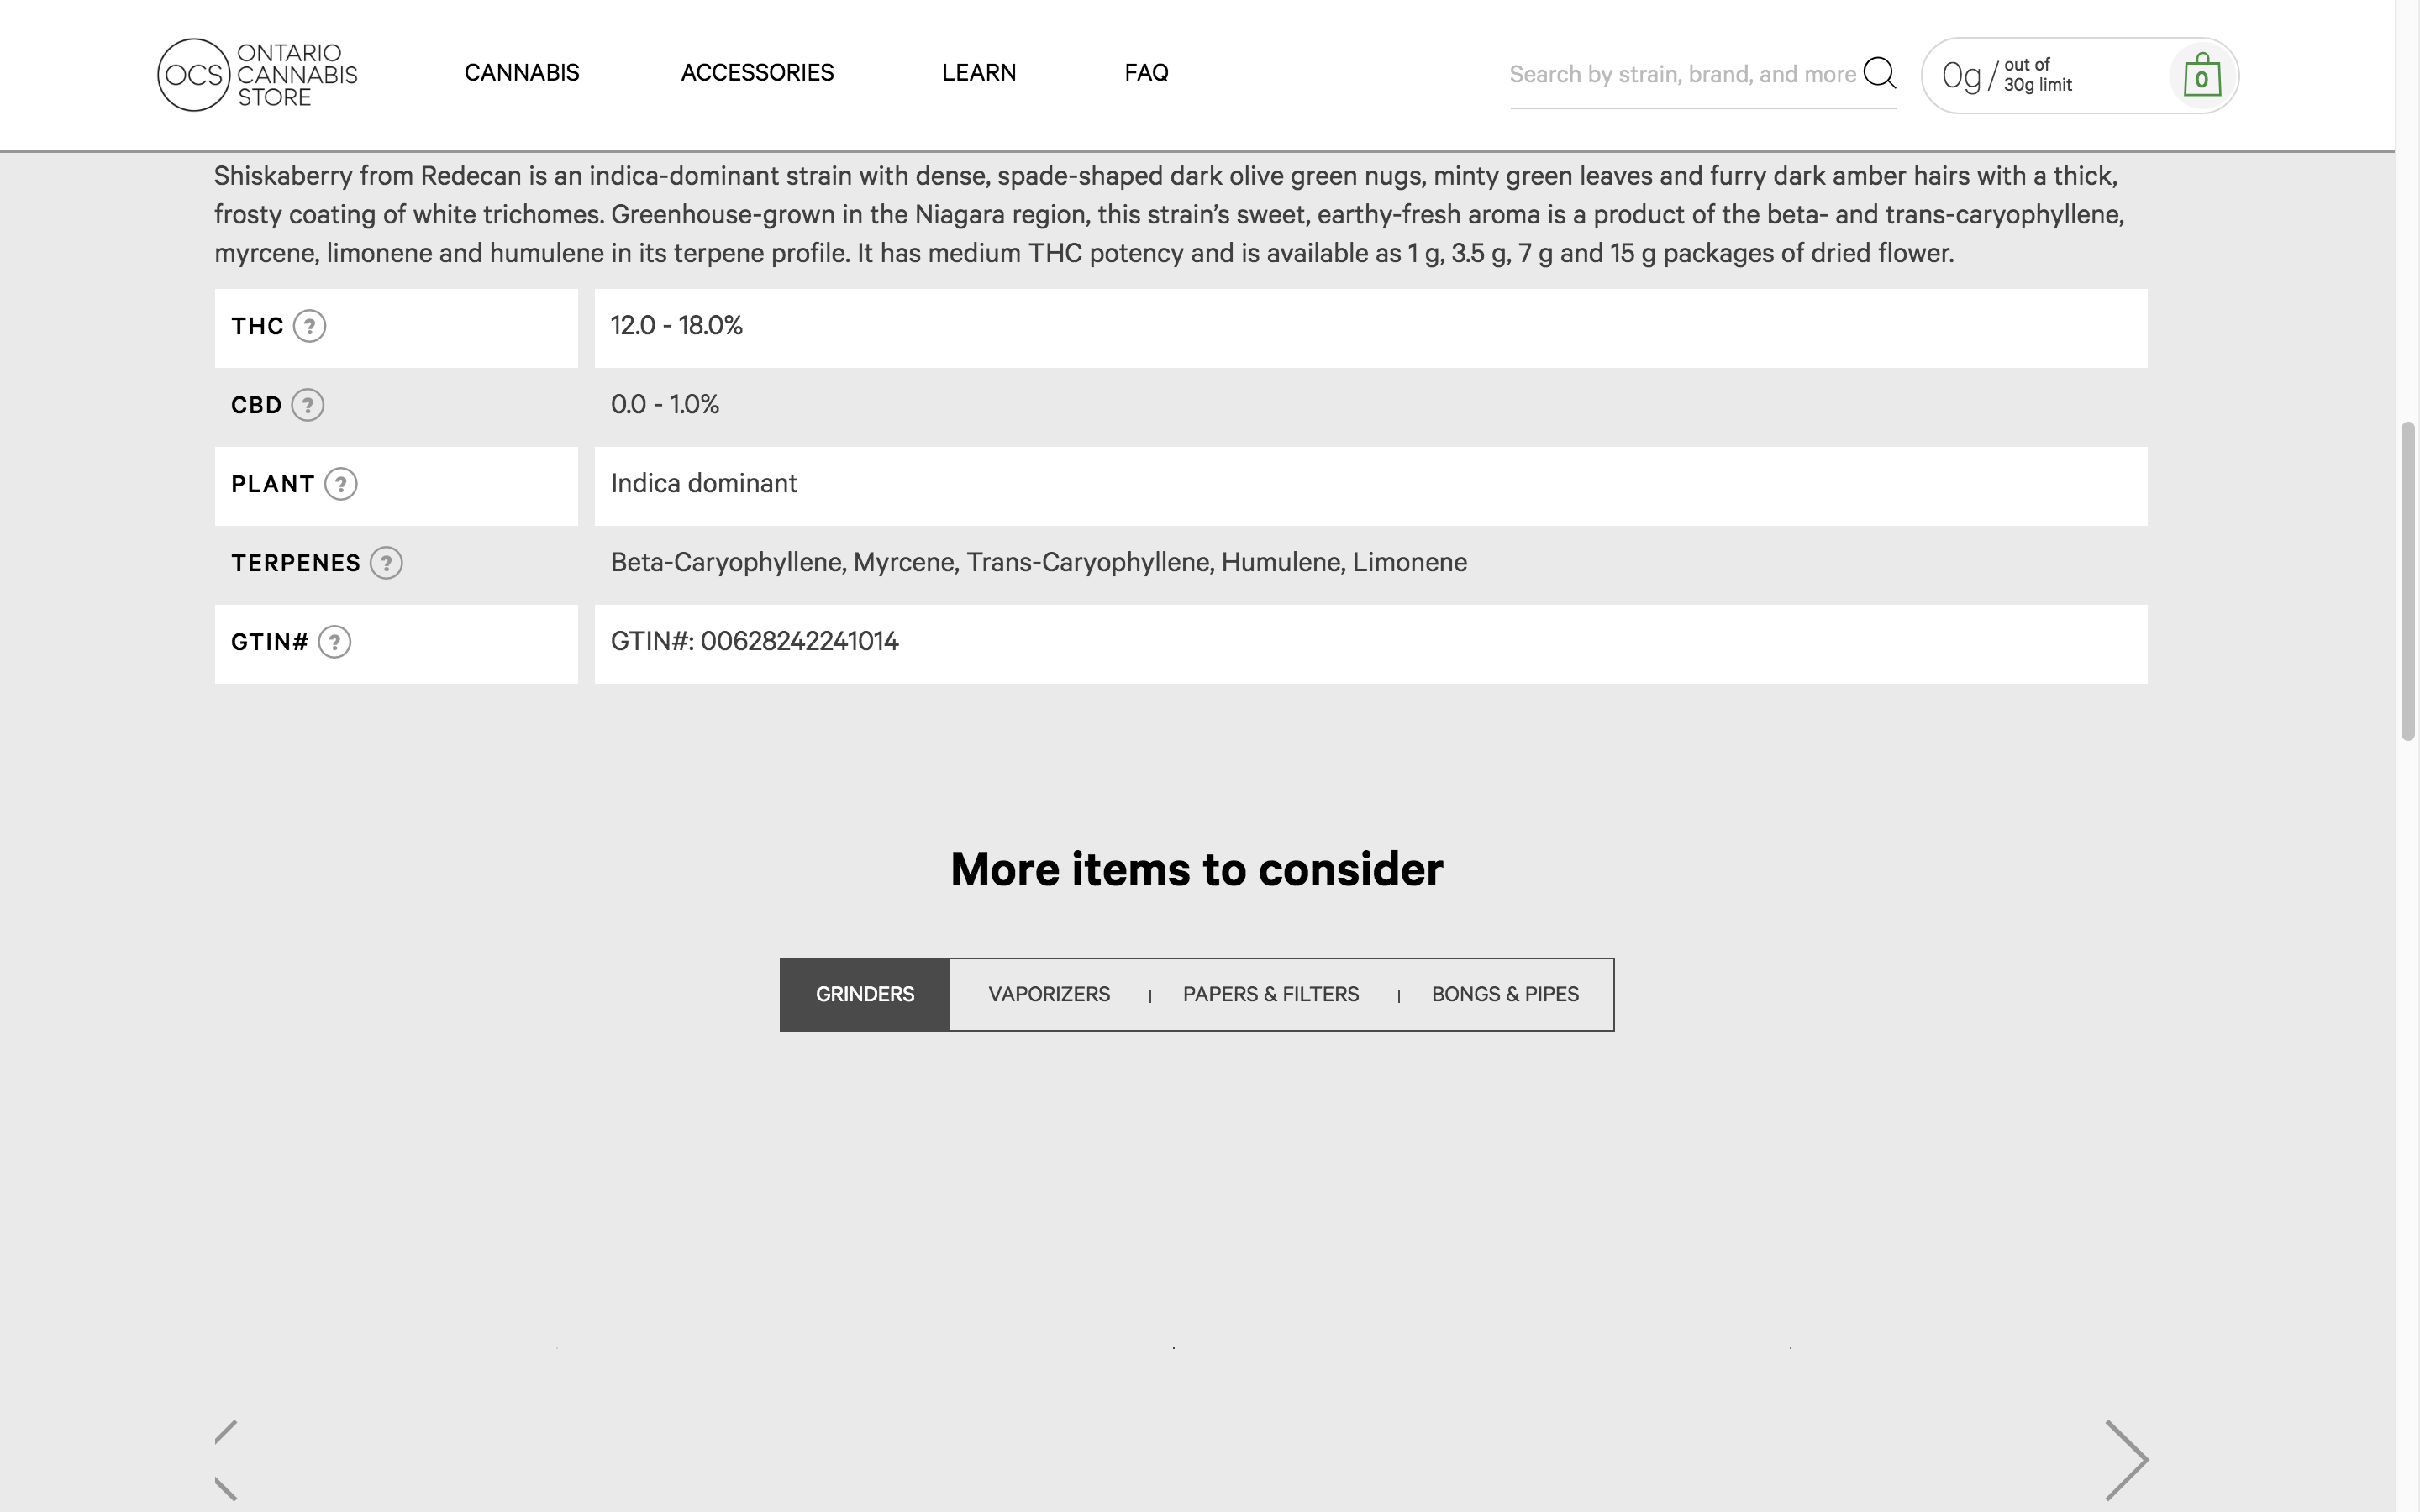 OCS
ONTARIO
CANNABIS
STORE
CANNABIS
ACCESSORIES
LEARN
FAQ
Search by strain, brand, and more
0g/ out of
30g limit
0
Shiskaberry from Redecan is an indica-dominant strain with dense, spade-shaped dark olive green nugs, minty green leaves and furry dark amber hairs with a thick,
frosty coating of white trichomes. Greenhouse-grown in the Niagara region, this strain’s sweet, earthy-fresh aroma is a product of the beta- and trans-caryophyllene,
myrcene, limonene and humulene in its terpene profile. It has medium THC potency and is available as 1 g, 3.5 g, 7 g and 15 g packages of dried flower.
THC ? 12.0 - 18.0%
CBD ? 0.0 - 1.0%
PLANT ? Indica dominant
TERPENES ? Beta-Caryophyllene, Myrcene, Trans-Caryophyllene, Humulene, Limonene
GTIN# ? GTIN#: 00628242241014
More items to consider
GRINDERS VAPORIZERS | PAPERS & FILTERS | BONGS & PIPES